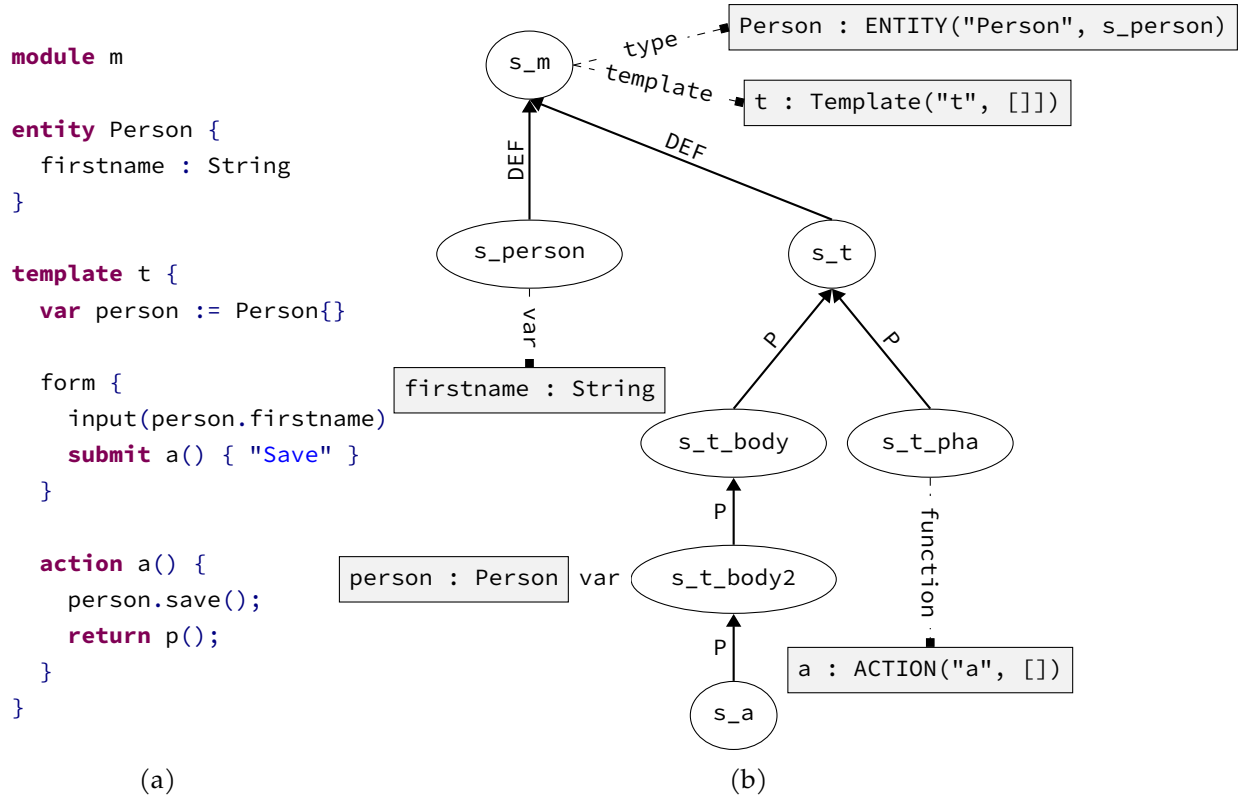 module m
entity Person {
firstname : String
}
template t {
var person := Person{}
form {
input(person.firstname)
submit a() { "Save" }
}
action a() {
person.save();
return p();
}
}
(a)
s_m
type
Person : ENTITY("Person", s_person)
template
t : Template("t", []])
DEF
DEF
s_person
s_t
var
firstname : String
P
P
s_t_body
s_t_pha
P
function
person : Person
var
s_t_body2
P
a : ACTION("a", [])
s_a
(b)